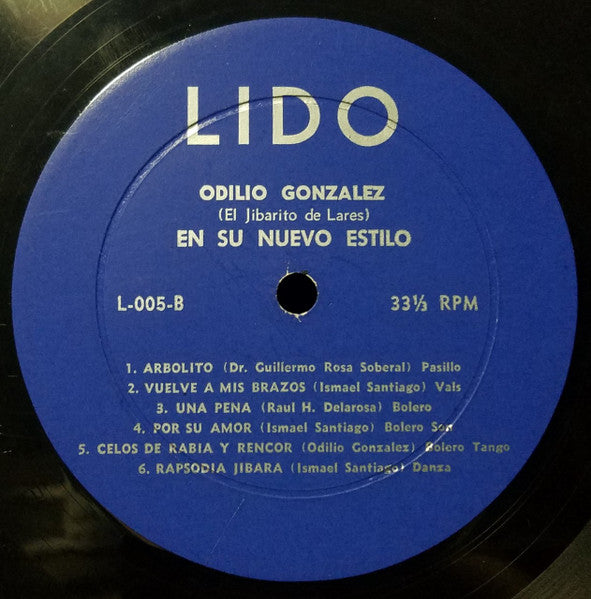 LIDO
ODILIO GONZALEZ
(El Jibarito de Lares)
EN SU NUEVO ESTILO
L-005-B 33⅓ RPM
1. ARBOLITO (Dr. Guillermo Rosa Soberal) Pasillo
2. VUELVE A MIS BRAZOS (Ismael Santiago) Vals
3. UNA PENA (Raul H. Delarosa) Bolero
4. POR SU AMOR (Ismael Santiago) Bolero Son
5. CELOS DE RABIA Y RENCOR (Odilio Gonzalez) Bolero Tango
6. RAPSODIA JIBARA (Ismael Santiago) Danza